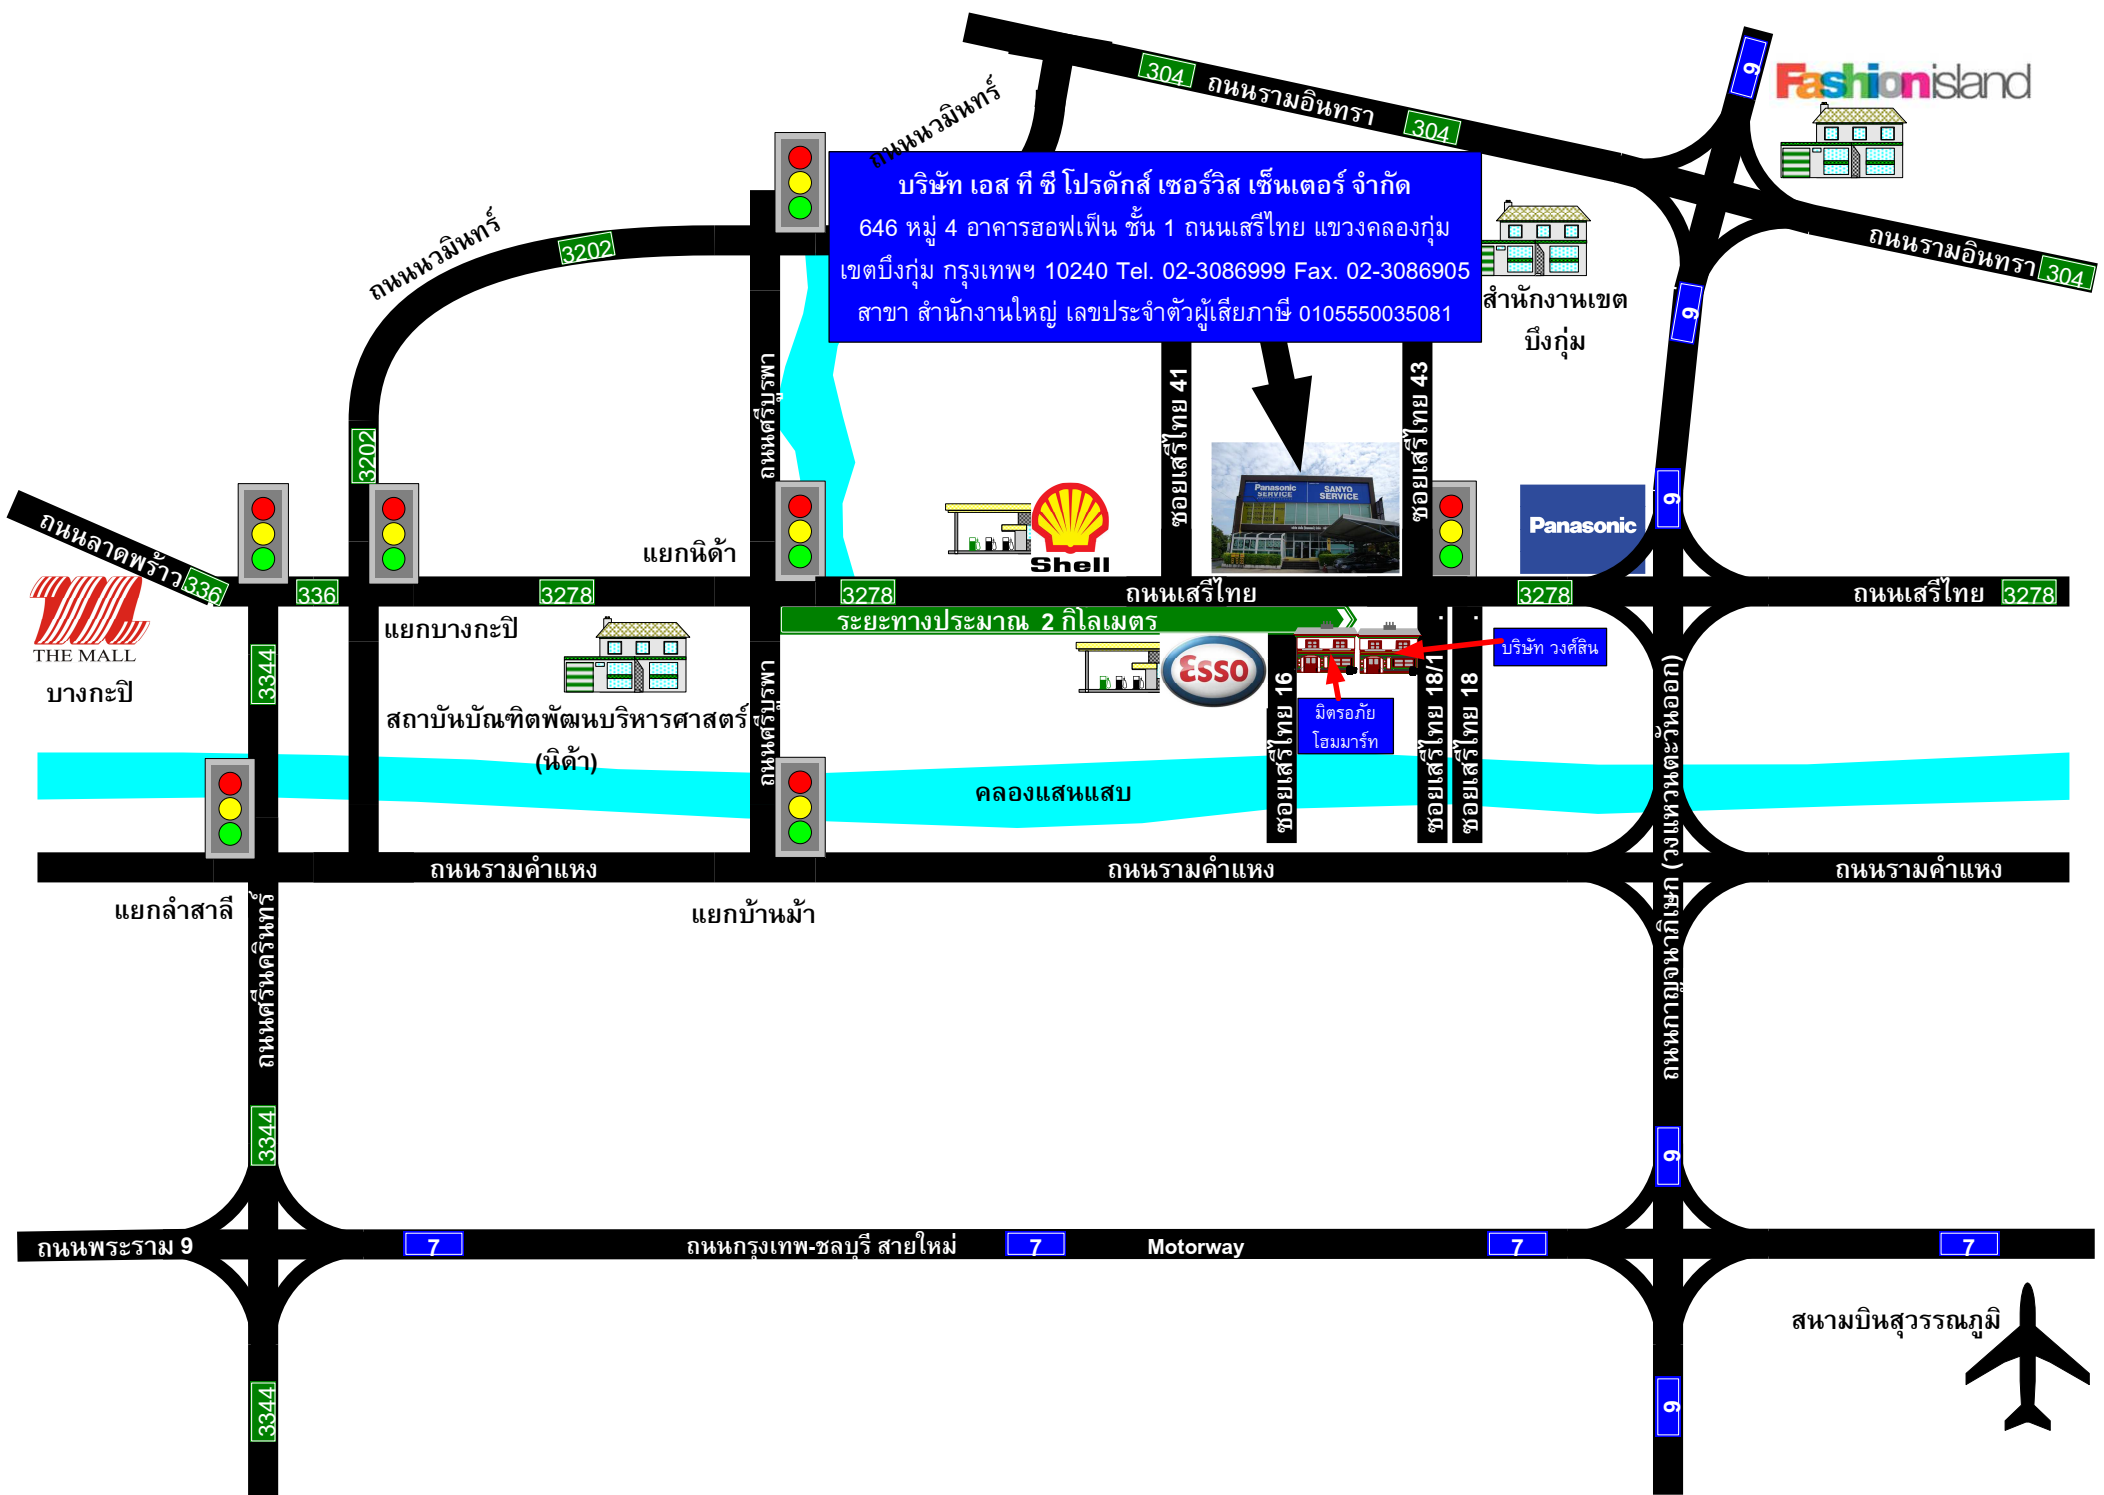 304
ถนนรามอินทรา
304
9
Fashionisland
ถนนนวมินทร์
บริษัท เอส ที ซี โปรดักส์ เซอร์วิส เซ็นเตอร์ จำกัด
646 หมู่ 4 อาคารฮอฟเฟ็น ชั้น 1 ถนนเสรีไทย แขวงคลองกุ่ม
เขตบึงกุ่ม กรุงเทพฯ 10240 Tel. 02-3086999 Fax. 02-3086905
สาขา สำนักงานใหญ่ เลขประจำตัวผู้เสียภาษี 0105550035081
ถนนนวมินทร์
3202
ถนนรามอินทรา
304
สำนักงานเขต
บึงกุ่ม
9
3202
ถนนศรีบูรพา
ซอยเสรีไทย 41
ซอยเสรีไทย 43
Panasonic
SERVICE
SANYO
SERVICE
Panasonic
9
ถนนลาดพร้าว
336
336
แยกนิด้า
Shell
3278
3278
ถนนเสรีไทย
3278
ถนนเสรีไทย
3278
THE MALL
บางกะปิ
แยกบางกะปิ
ระยะทางประมาณ 2 กิโลเมตร
3344
Esso
บริษัท วงศ์สิน
มิตรอภัย
โฮมมาร์ท
สถาบันบัณฑิตพัฒนบริหารศาสตร์
(นิด้า)
ถนนศรีบูรพา
ซอยเสรีไทย 16
ซอยเสรีไทย 18/1
ซอยเสรีไทย 18
ถนนกาญจนาภิเษก (วงแหวนตะวันออก)
คลองแสนแสบ
ถนนรามคำแหง
ถนนรามคำแหง
ถนนรามคำแหง
แยกลำสาลี
แยกบ้านม้า
ถนนศรีนครินทร์
3344
9
ถนนพระราม 9
7
ถนนกรุงเทพ-ชลบุรี สายใหม่
7
Motorway
7
7
สนามบินสุวรรณภูมิ
3344
9